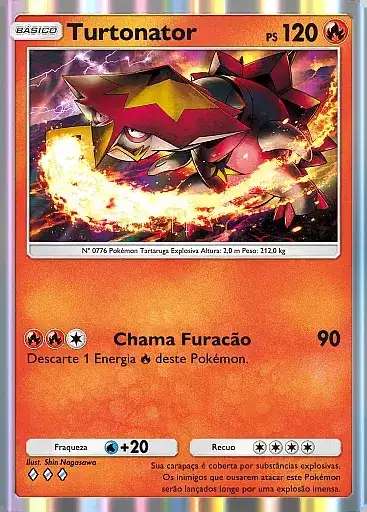 BÁSICO
Turtonator
PS 120
N° 0776 Pokémon Tartaruga Explosiva Altura: 2,0 m Peso: 212,0 kg
Chama Furacão 90
Descarte 1 Energia deste Pokémon.
Fraqueza +20 Recuo
Ilust. Shin Nagasawa
Sua carapaça é coberta por substâncias explosivas.
Os inimigos que ousarem atacar este Pokémon
serão lançados longe por uma explosão imensa.